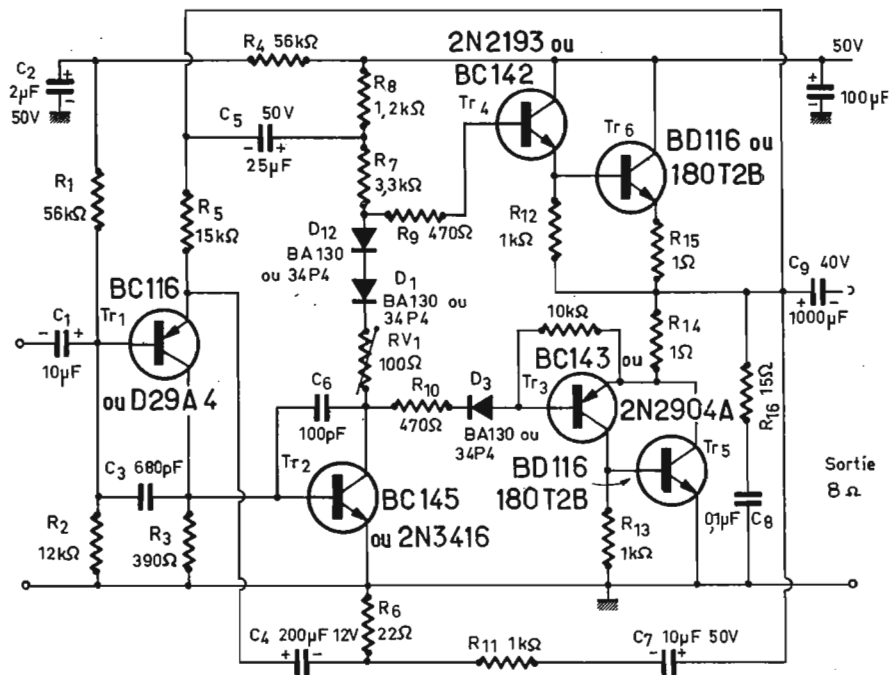 R4 56kΩ
2N2193 ou
BC142
50V
C2
2µF
50V
+
-
R8
1,2kΩ
Tr4
+
-
100µF
C5
50V
- +
25µF
R7
3,3kΩ
Tr6
BD116 ou
180T2B
R1
56kΩ
R5
15kΩ
D12
BA130
ou 34P4
R9 470Ω
R12
1kΩ
R15
1Ω
C9 40V
+ -
1000µF
BC116
D1
BA130 ou
34P4
10kΩ
R14
1Ω
C1
- +
10µF
Tr1
RV1
100Ω
BC143 ou
Tr3
ou D29A4
C6
100pF
R10
470Ω
D3
BA130 ou
34P4
2N2904A
R16 15Ω
C3 680pF
Tr2
BC145
ou 2N3416
BD116
180T2B
Tr5
Sortie
8Ω
R2
12kΩ
R3
390Ω
R13
1kΩ
0,1µF
C8
R6
22Ω
C4 200µF 12V
+ -
R11 1kΩ
C7 10µF 50V
- +